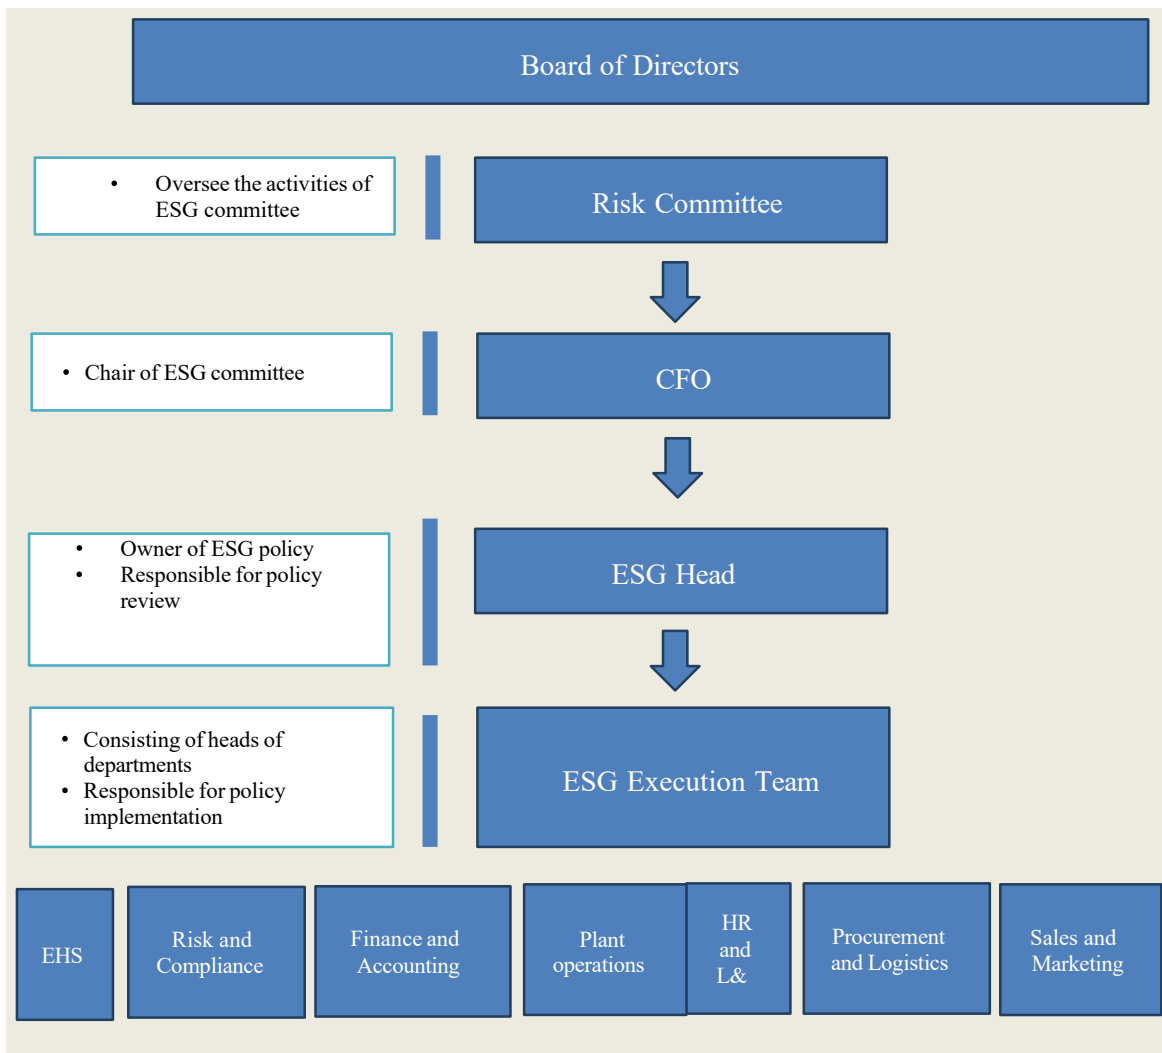 Board of Directors
• Oversee the activities of
ESG committee
Risk Committee
• Chair of ESG committee
CFO
• Owner of ESG policy
• Responsible for policy
review
ESG Head
• Consisting of heads of
departments
• Responsible for policy
implementation
ESG Execution Team
EHS
Risk and
Compliance
Finance and
Accounting
Plant
operations
HR
and
L&
Procurement
and Logistics
Sales and
Marketing